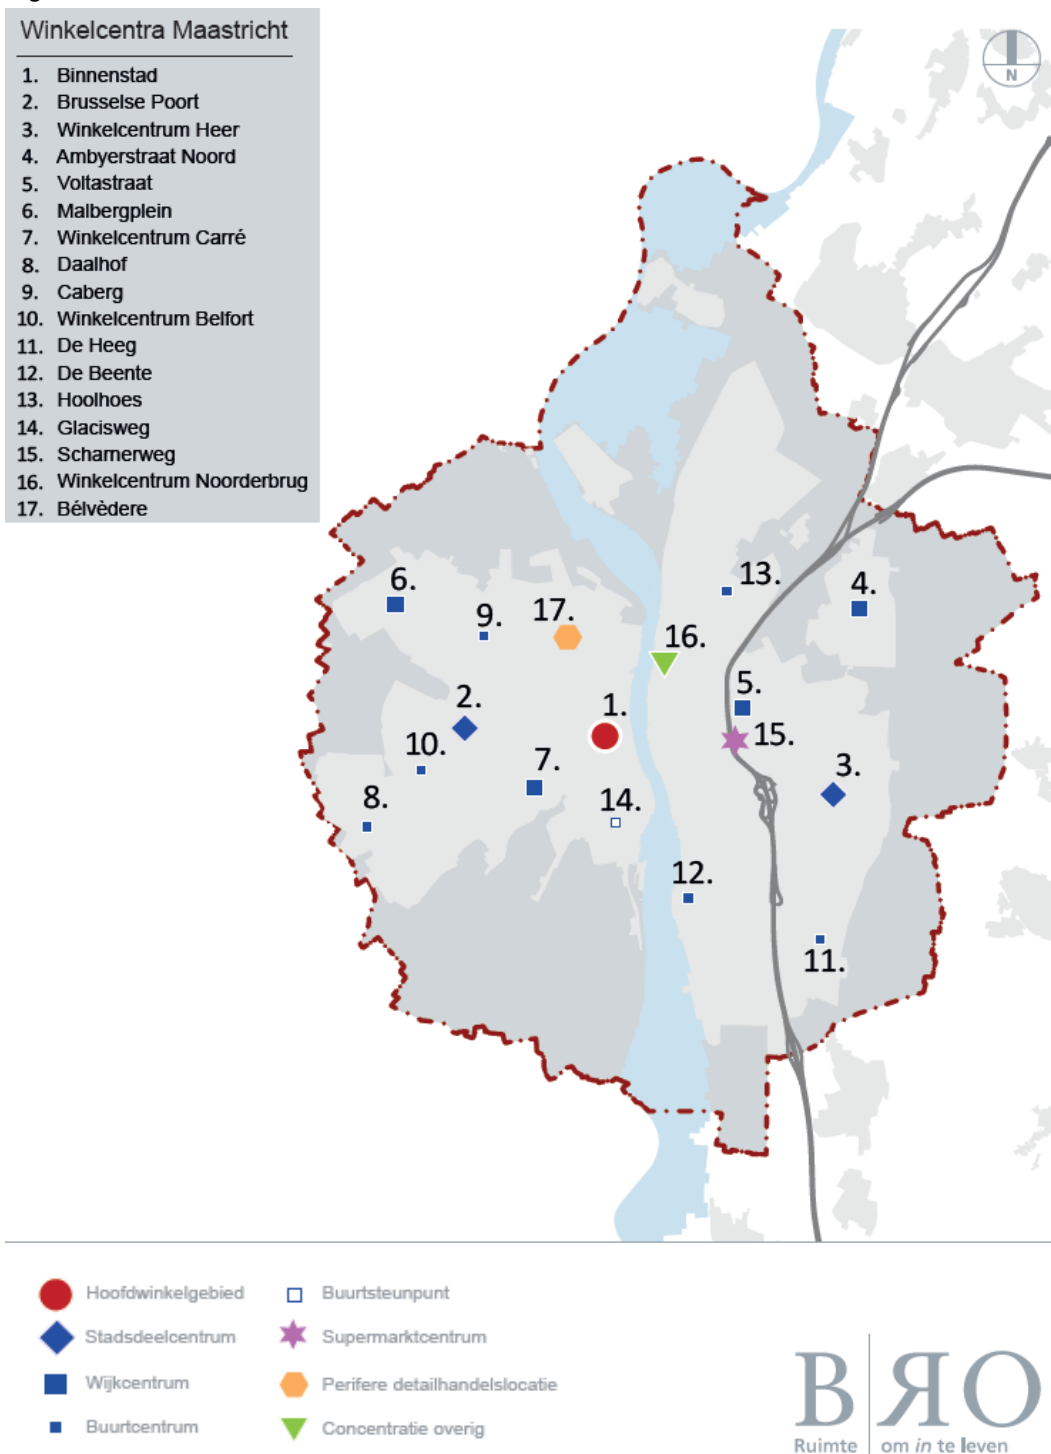 Winkelcentra Maastricht
1. Binnenstad
2. Brusselse Poort
3. Winkelcentrum Heer
4. Ambyerstraat Noord
5. Voltastraat
6. Malbergplein
7. Winkelcentrum Carré
8. Daalhof
9. Caberg
10. Winkelcentrum Belfort
11. De Heeg
12. De Beente
13. Hoolhoes
14. Glacisweg
15. Scharnerweg
16. Winkelcentrum Noorderbrug
17. Bélvèdere
N
6.
9.
17.
13.
4.
16.
2.
1.
5.
15.
10.
7.
3.
8.
14.
12.
11.
Hoofdwinkelgebied
Buurtsteunpunt
Stadsdeelcentrum
Supermarktcentrum
Wijkcentrum
Perifere detailhandelslocatie
Buurtcentrum
Concentratie overig
BRO
Ruimte om in te leven